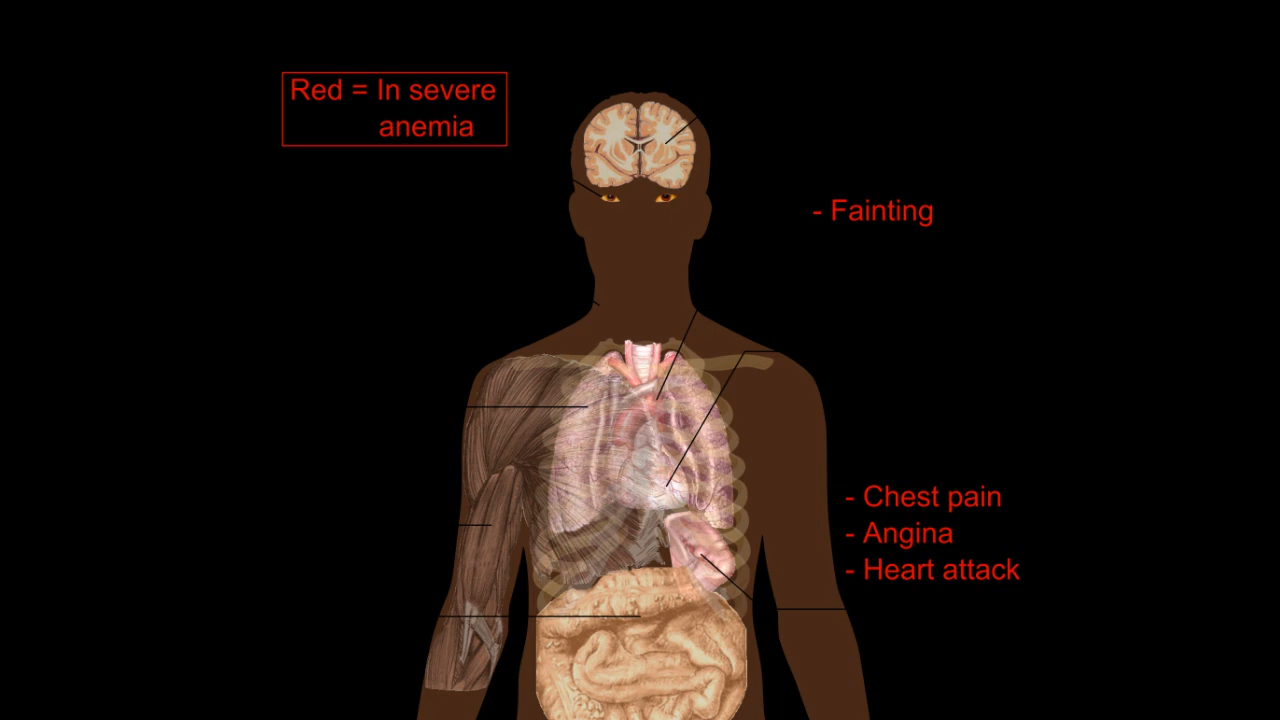 Red = In severe
anemia
- Fainting
- Chest pain
- Angina
- Heart attack